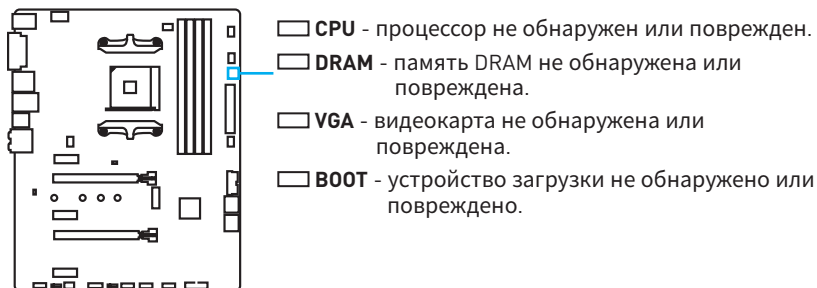 CPU - процессор не обнаружен или поврежден.
DRAM - память DRAM не обнаружена или
повреждена.
VGA - видеокарта не обнаружена или
повреждена.
BOOT - устройство загрузки не обнаружено или
повреждено.